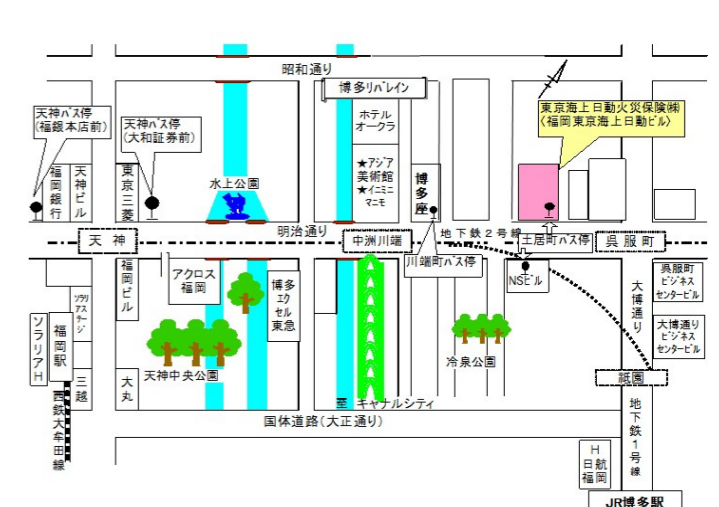 昭和通り
博多リバレイン
天神バス停
(福銀本店前)
天神バス停
(大和証券前)
ホテル
オークラ
東京海上日動火災保険㈱
〈福岡東京海上日動ビル〉
福岡銀行
天神ビル
東京三菱
水上公園
★アジア
美術館
★イニミニ
マニモ
博多座
明治通り
地下鉄2号線
天神
中洲川端
土居町バス停
呉服町
川端町バス停
NSビル
福岡ビル
アクロス
福岡
博多
エク
セル
東急
呉服町
ビジネス
センタービル
大博通り
大博通り
ビジネス
センタービル
ソラリアH
福岡駅
ソラリアステージ
三越
大丸
天神中央公園
冷泉公園
祇園
西鉄大牟田線
至 キャナルシティ
国体道路(大正通り)
地下鉄1号線
H
日航
福岡
JR博多駅